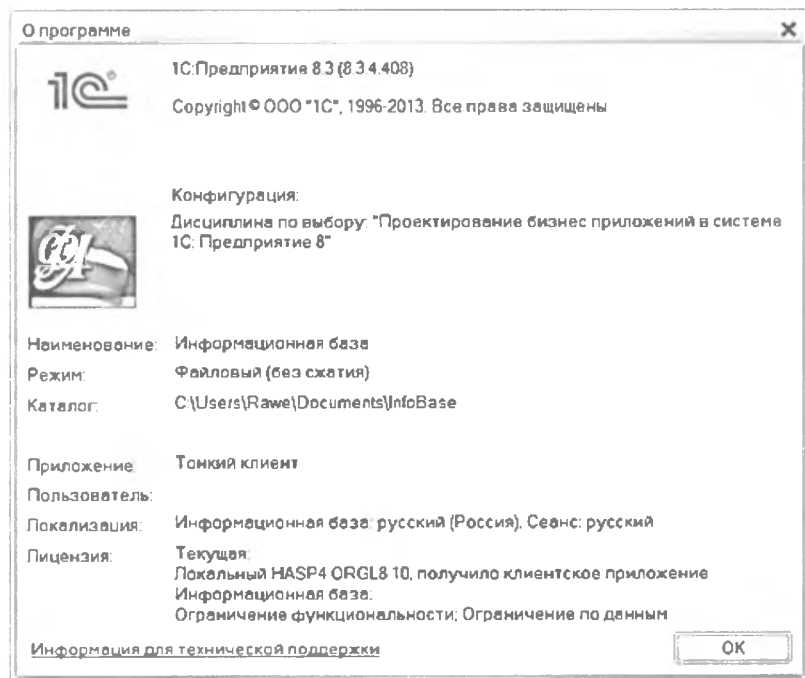 О программе
1С
1С:Предприятие 8.3 (8.3.4.408)
Copyright © ООО "1С", 1996-2013. Все права защищены
Конфигурация:
Дисциплина по выбору: "Проектирование бизнес приложений в системе
1С: Предприятие 8"
Наименование: Информационная база
Режим: Файловый (без сжатия)
Каталог: C:\Users\Rawe\Documents\InfoBase
Приложение: Тонкий клиент
Пользователь:
Локализация: Информационная база: русский (Россия), Сеанс: русский
Лицензия: Текущая:
Локальный HASP4 ORGL8 10, получило клиентское приложение
Информационная база:
Ограничение функциональности; Ограничение по данным
Информация для технической поддержки
OK